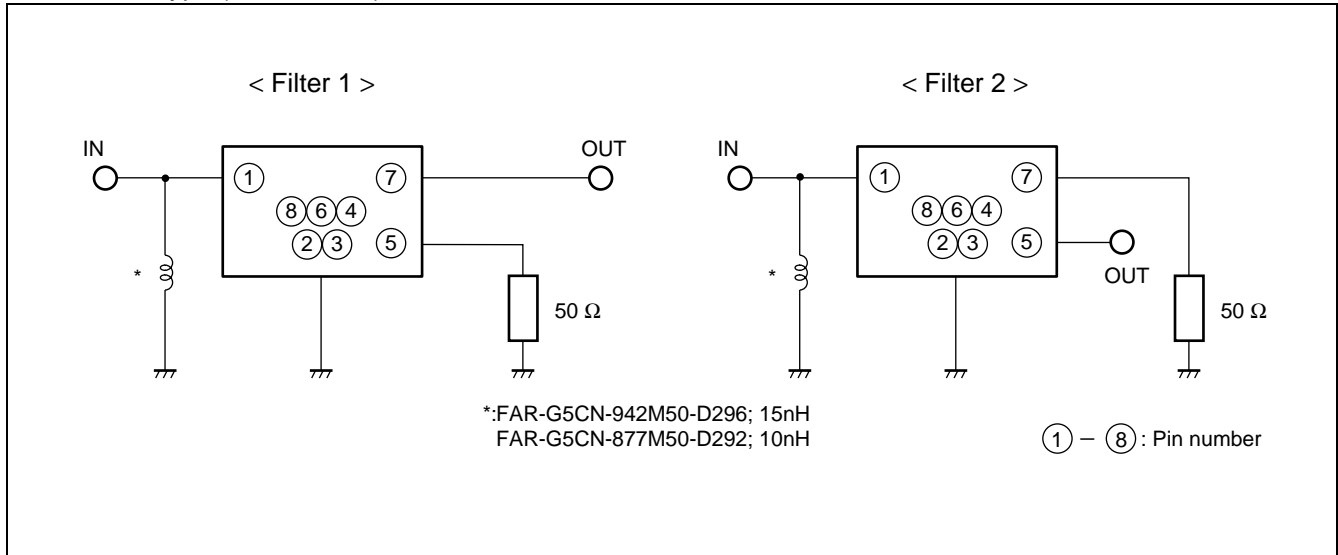 < Filter 1 >
< Filter 2 >
IN
OUT
1
7
8 6 4
2 3
5
*
50 Ω
IN
1
7
8 6 4
2 3
5
OUT
*
50 Ω
*:FAR-G5CN-942M50-D296; 15nH
FAR-G5CN-877M50-D292; 10nH
1 – 8 : Pin number